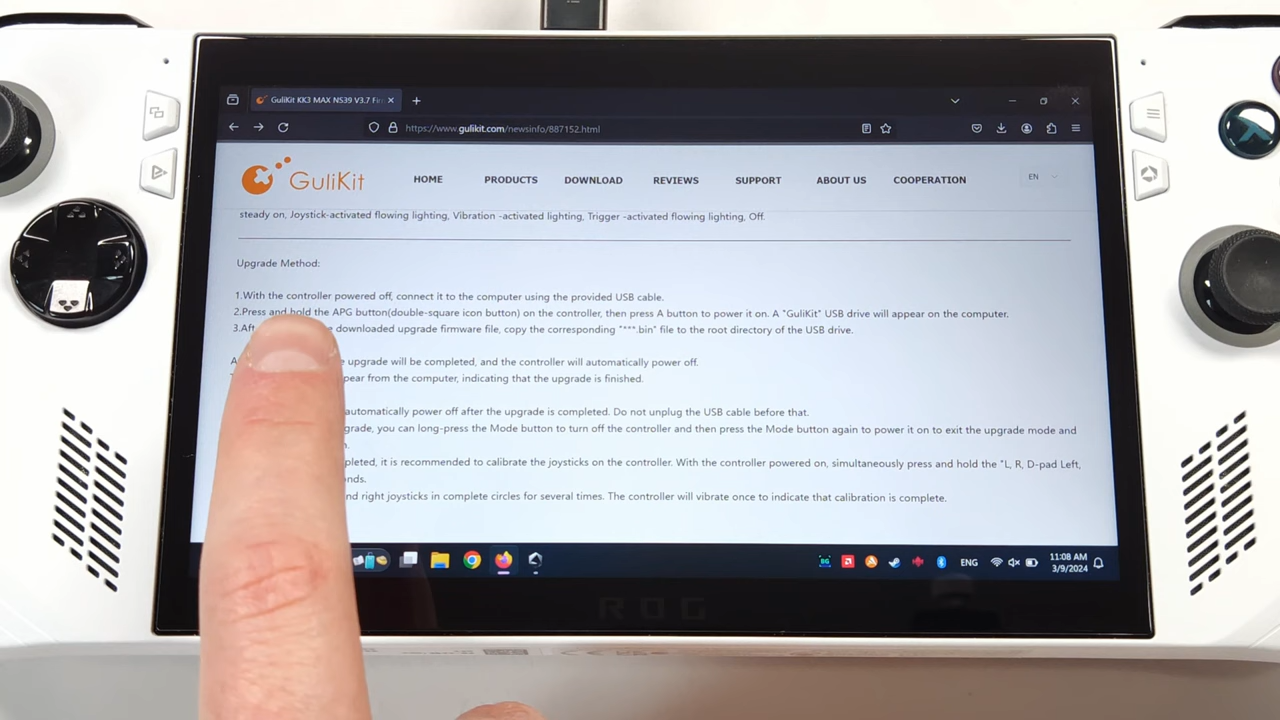 GuliKit KK3 MAX NS39 V3.7 Fir
https://www.gulikit.com/newsinfo/887152.html
GuliKit
HOME PRODUCTS DOWNLOAD REVIEWS SUPPORT ABOUT US COOPERATION EN
steady on, Joystick-activated flowing lighting, Vibration -activated lighting, Trigger -activated flowing lighting, Off.
Upgrade Method:
1.With the controller powered off, connect it to the computer using the provided USB cable.
2.Press and hold the APG button(double-square icon button) on the controller, then press A button to power it on. A "GuliKit" USB drive will appear on the computer.
3.Aft downloaded upgrade firmware file, copy the corresponding "***.bin" file to the root directory of the USB drive.
A upgrade will be completed, and the controller will automatically power off.
pear from the computer, indicating that the upgrade is finished.
automatically power off after the upgrade is completed. Do not unplug the USB cable before that.
grade, you can long-press the Mode button to turn off the controller and then press the Mode button again to power it on to exit the upgrade mode and
pleted, it is recommended to calibrate the joysticks on the controller. With the controller powered on, simultaneously press and hold the "L, R, D-pad Left,
nds.
nd right joysticks in complete circles for several times. The controller will vibrate once to indicate that calibration is complete.
ENG
11:08 AM
3/9/2024
ROG